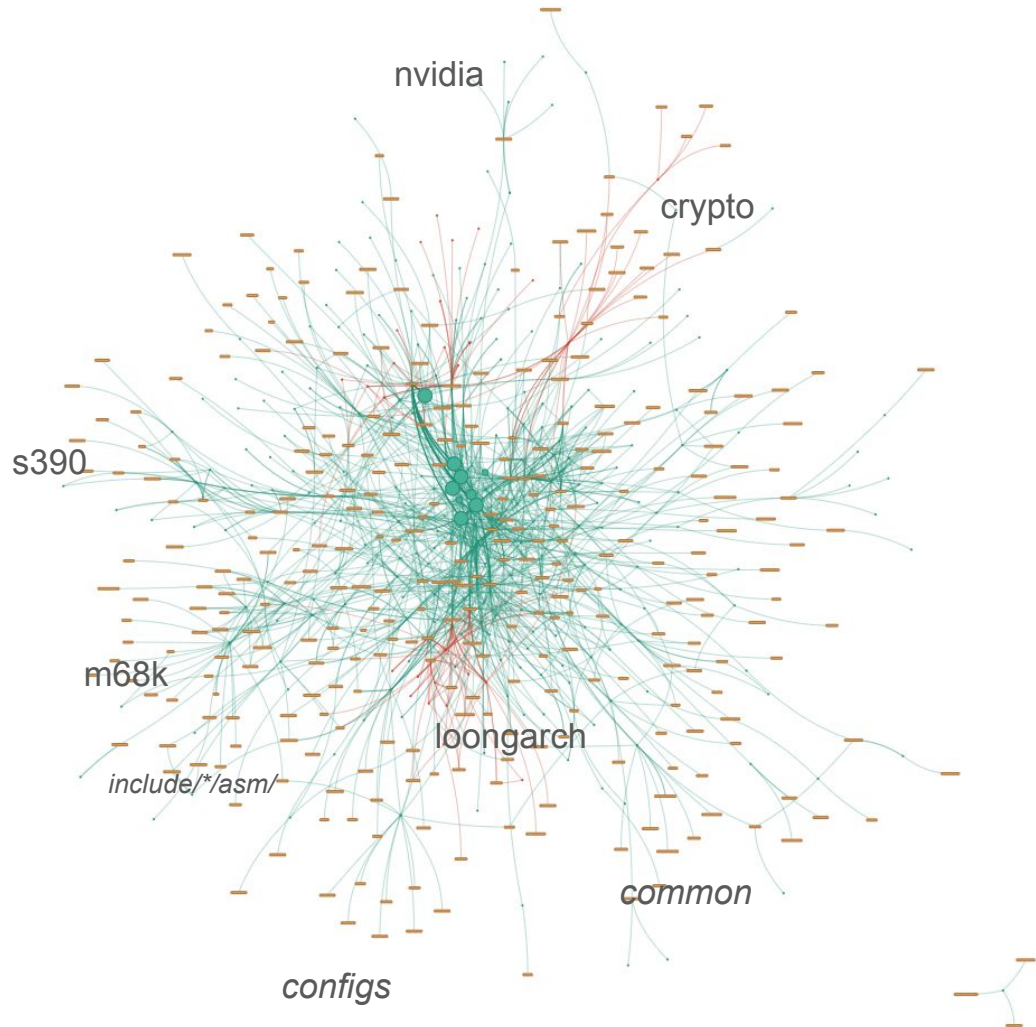 nvidia
crypto
s390
m68k
loongarch
include/*/asm/
common
configs